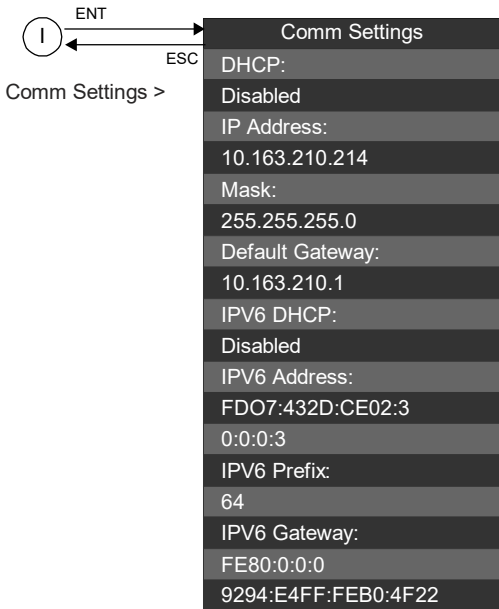 ENT
I
ESC
Comm Settings >
Comm Settings
DHCP:
Disabled
IP Address:
10.163.210.214
Mask:
255.255.255.0
Default Gateway:
10.163.210.1
IPV6 DHCP:
Disabled
IPV6 Address:
FDO7:432D:CE02:3
0:0:0:3
IPV6 Prefix:
64
IPV6 Gateway:
FE80:0:0:0
9294:E4FF:FEB0:4F22